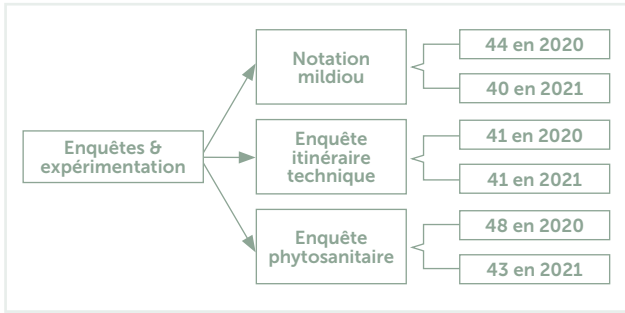 Enquêtes &
expérimentation
Notation
mildiou
44 en 2020
40 en 2021
Enquête
itinéraire
technique
41 en 2020
41 en 2021
Enquête
phytosanitaire
48 en 2020
43 en 2021